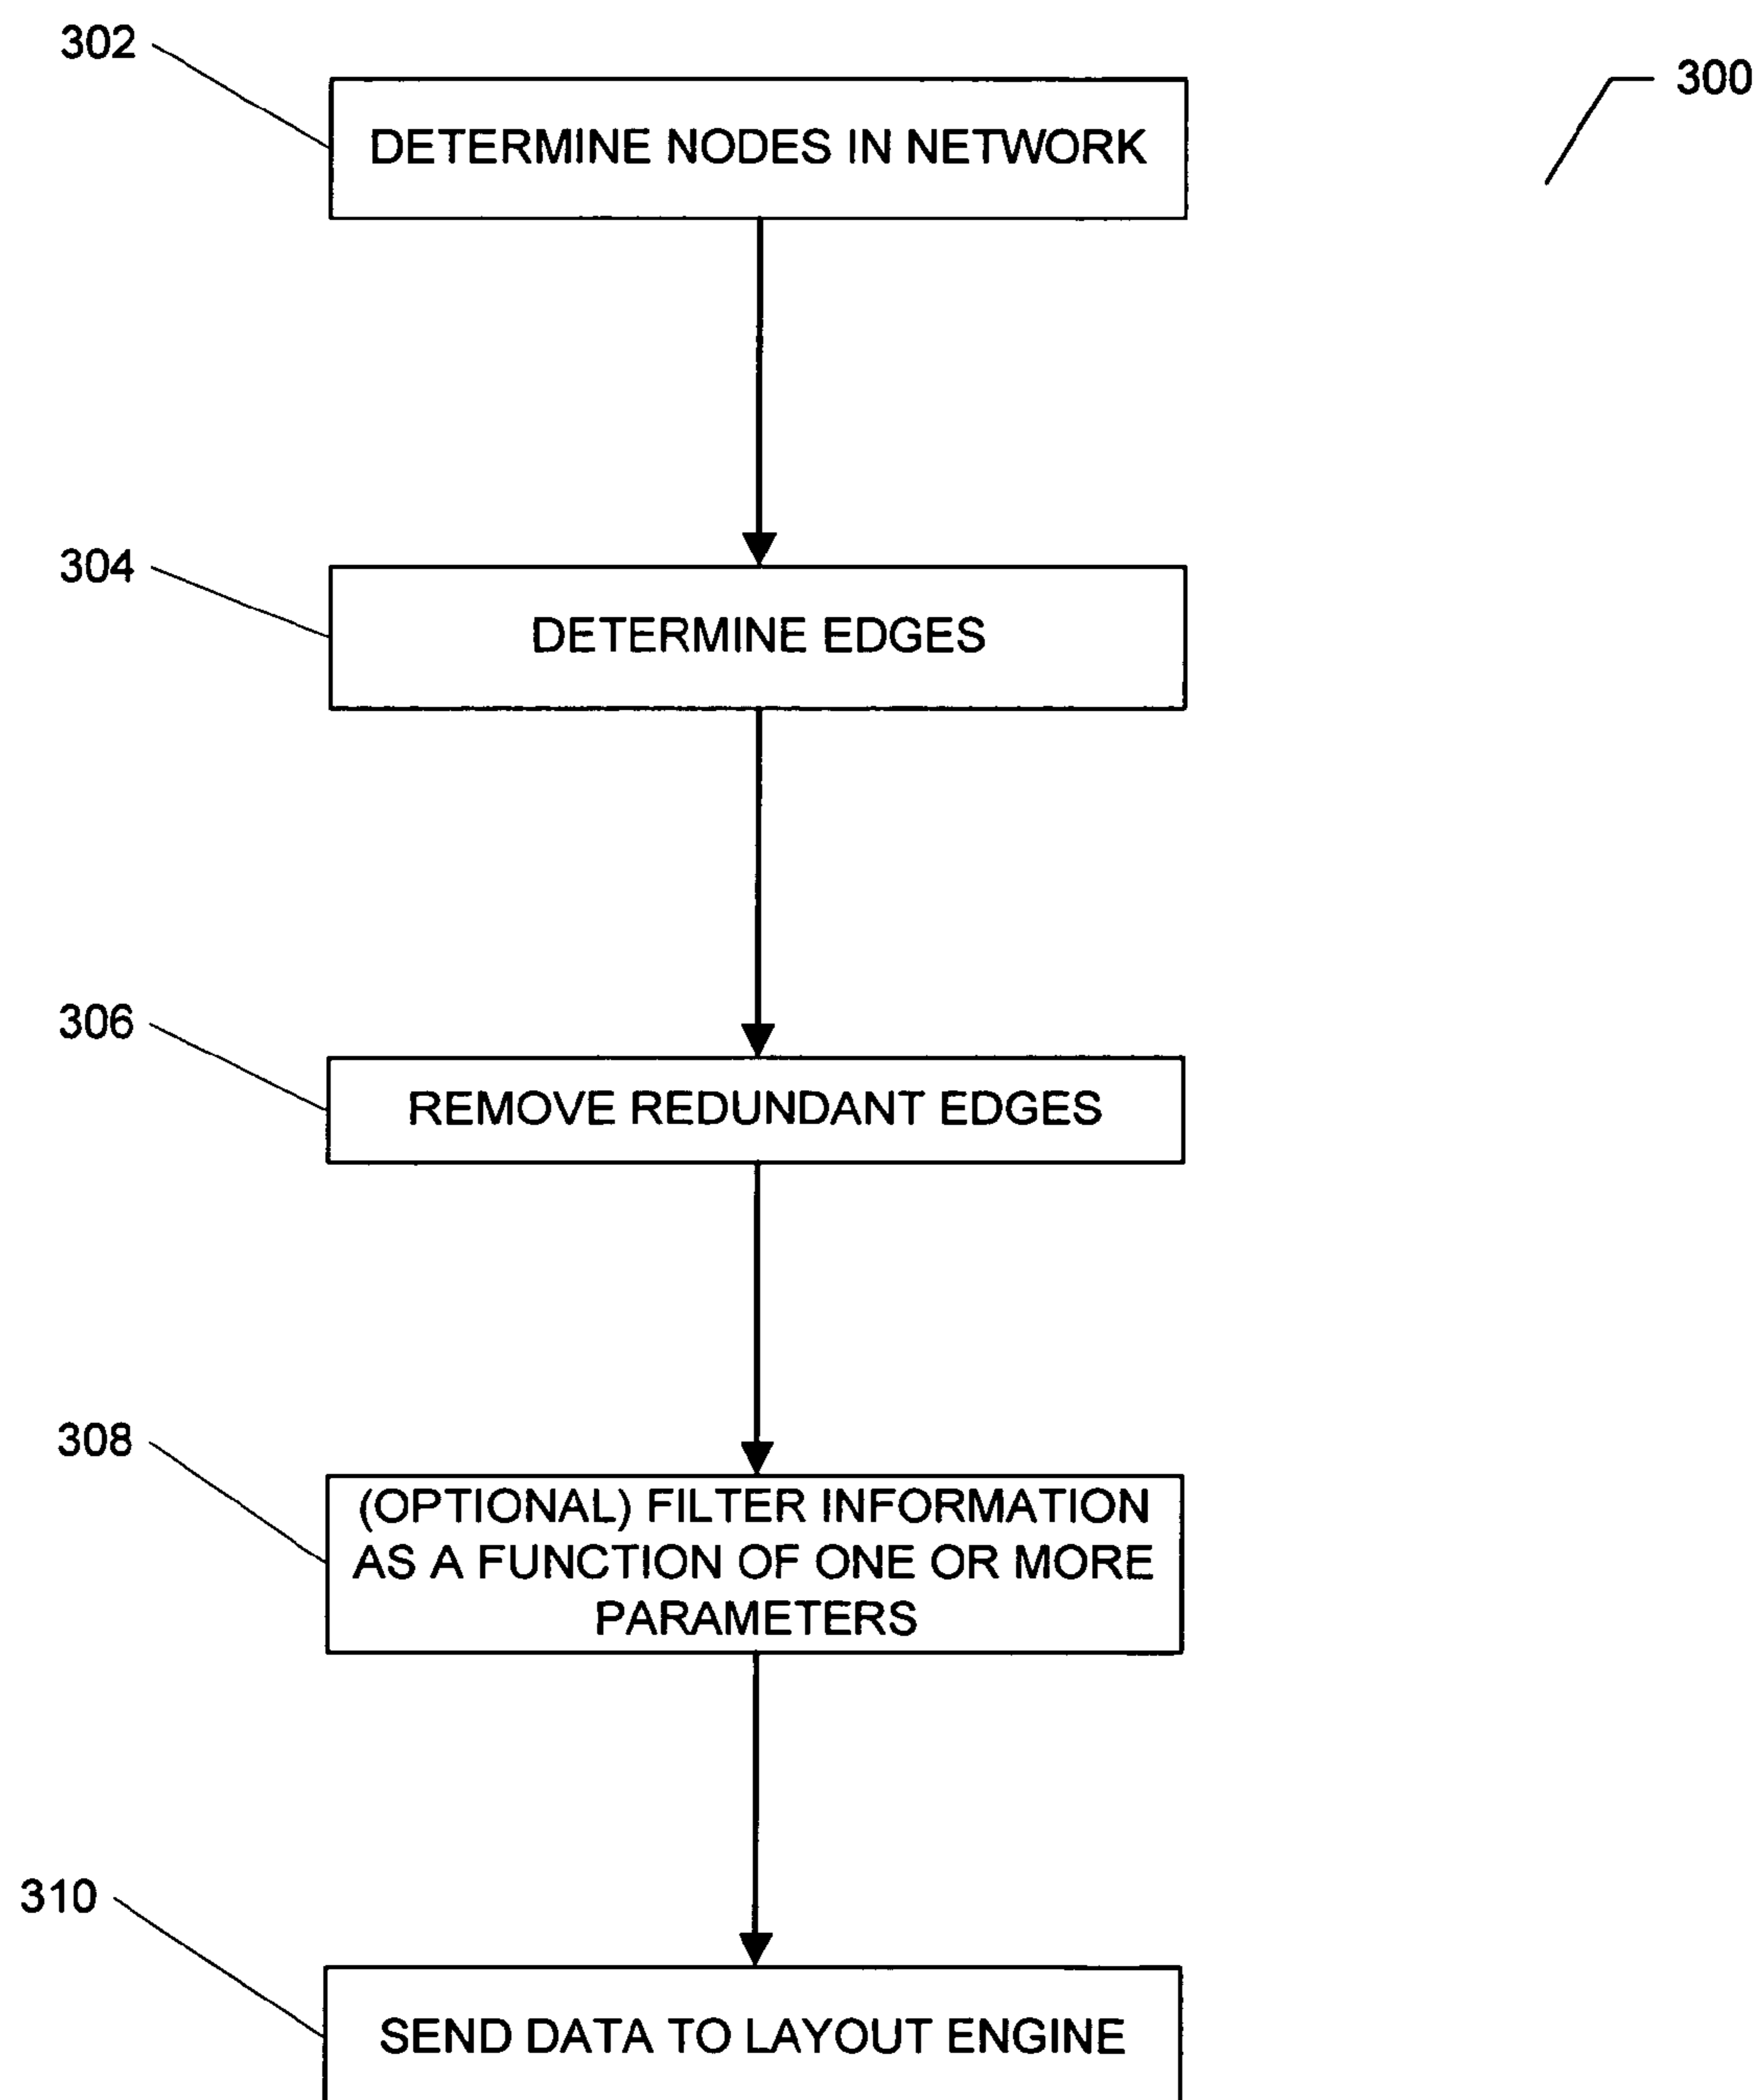 302
300
DETERMINE NODES IN NETWORK
304
DETERMINE EDGES
306
REMOVE REDUNDANT EDGES
308
(OPTIONAL) FILTER INFORMATION
AS A FUNCTION OF ONE OR MORE
PARAMETERS
310
SEND DATA TO LAYOUT ENGINE